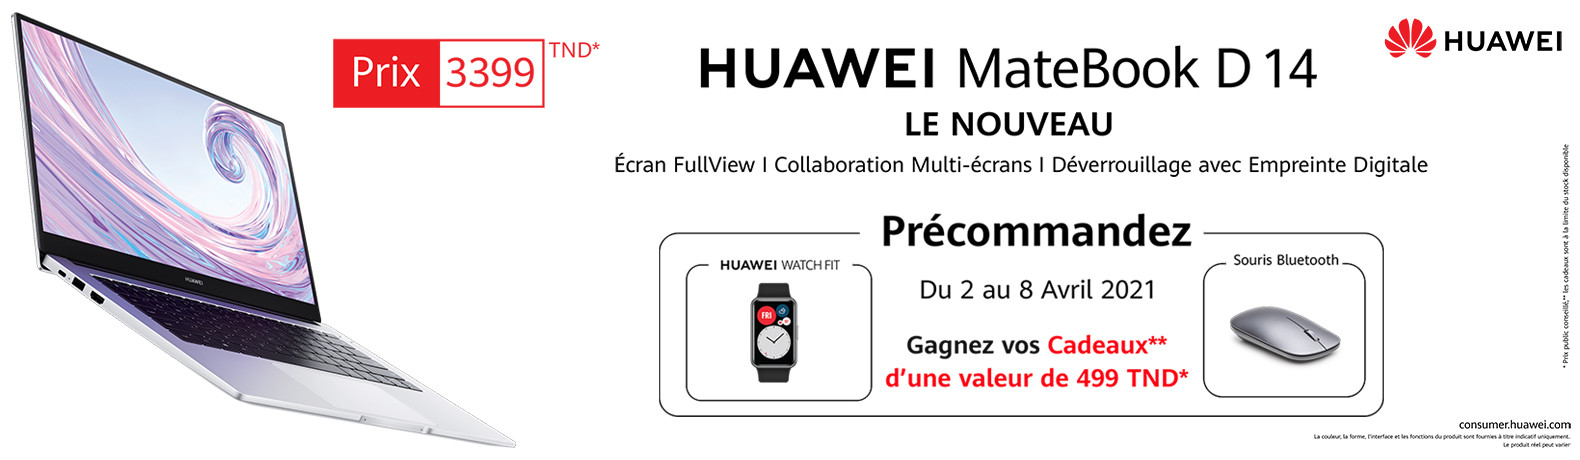 Prix 3399 TND*
HUAWEI
HUAWEI MateBook D 14
LE NOUVEAU
Écran FullView I Collaboration Multi-écrans I Déverrouillage avec Empreinte Digitale
Précommandez
HUAWEI WATCH FIT
FRI
Du 2 au 8 Avril 2021
Gagnez vos Cadeaux**
d’une valeur de 499 TND*
Souris Bluetooth
HUAWEI
* Prix public conseillé,** les cadeaux sont à la limite du stock disponible
consumer.huawei.com
La couleur, la forme, l'interface et les fonctions du produit sont fournies à titre indicatif uniquement.
Le produit réel peut varier